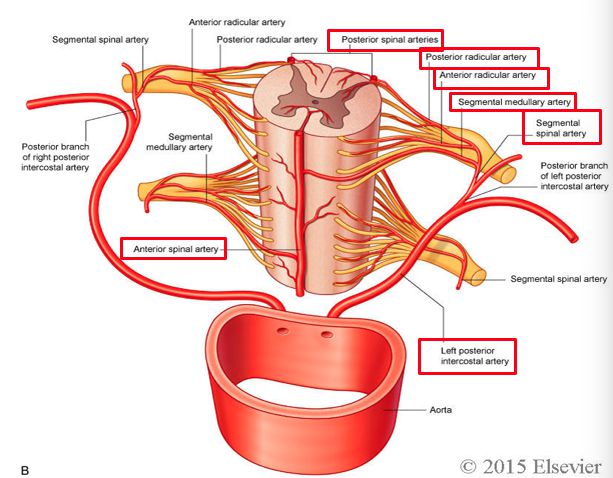 Anterior radicular artery
Segmental spinal artery
Posterior radicular artery
Posterior spinal arteries
Posterior radicular artery
Anterior radicular artery
Segmental medullary artery
Segmental
spinal artery
Posterior branch
of right posterior
intercostal artery
Segmental
medullary artery
Posterior branch
of left posterior
intercostal artery
Anterior spinal artery
Segmental spinal artery
Left posterior
intercostal artery
Aorta
B
© 2015 Elsevier